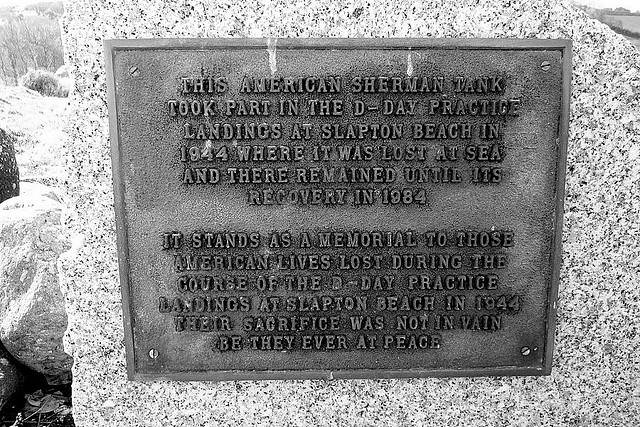 THIS AMERICAN SHERMAN TANK
TOOK PART IN THE D-DAY PRACTICE
LANDINGS AT SLAPTON BEACH IN
1944 WHERE IT WAS LOST AT SEA
AND THERE REMAINED UNTIL ITS
RECOVERY IN 1984
IT STANDS AS A MEMORIAL TO THOSE
AMERICAN LIVES LOST DURING THE
COURSE OF THE D-DAY PRACTICE
LANDINGS AT SLAPTON BEACH IN 1944
THEIR SACRIFICE WAS NOT IN VAIN
BE THEY EVER AT PEACE